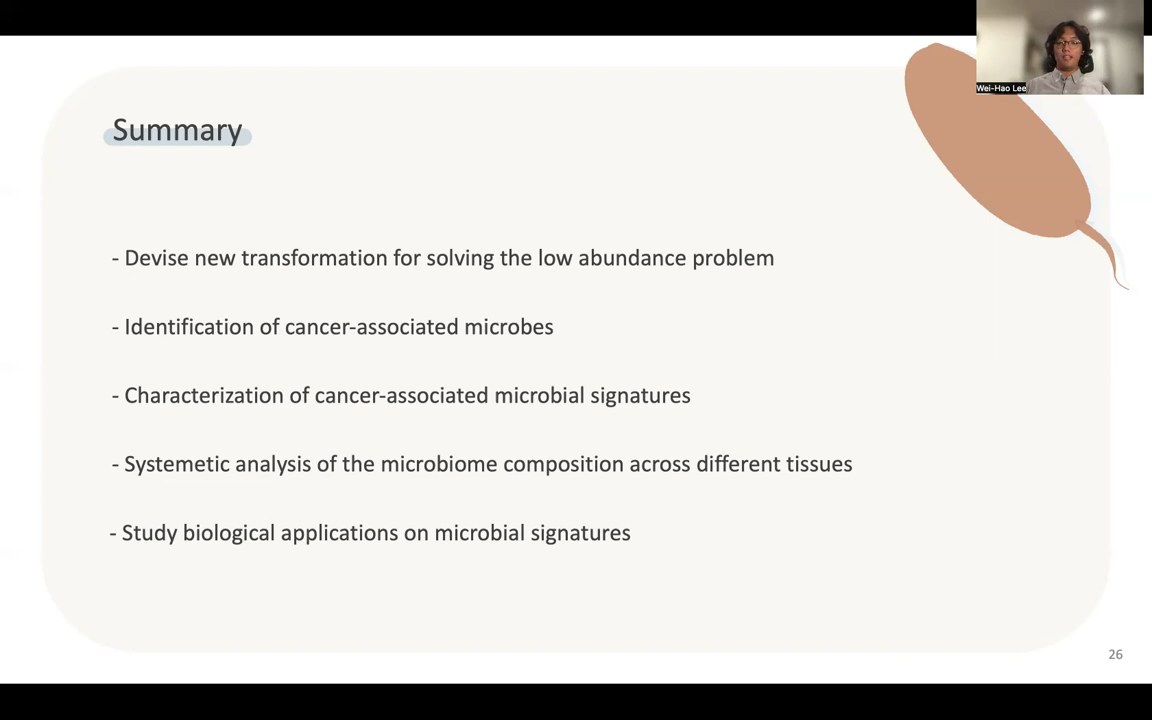 Wei-Hao Lee
Summary
- Devise new transformation for solving the low abundance problem
- Identification of cancer-associated microbes
- Characterization of cancer-associated microbial signatures
- Systemetic analysis of the microbiome composition across different tissues
- Study biological applications on microbial signatures
26